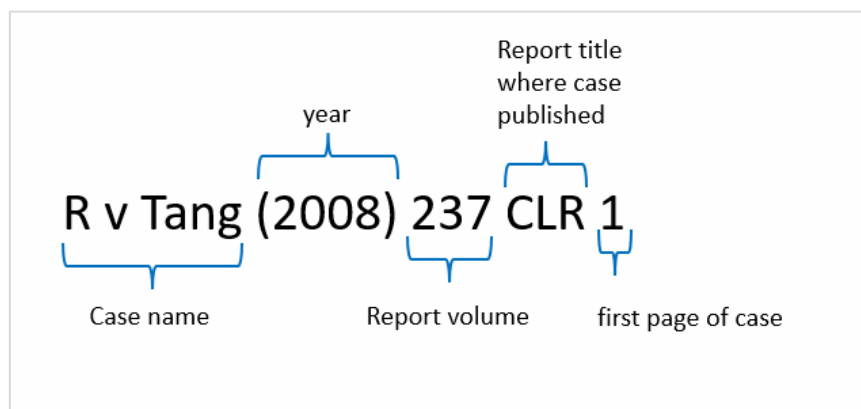 Report title
where case
published
year
R v Tang (2008) 237 CLR 1
Case name
Report volume
first page of case